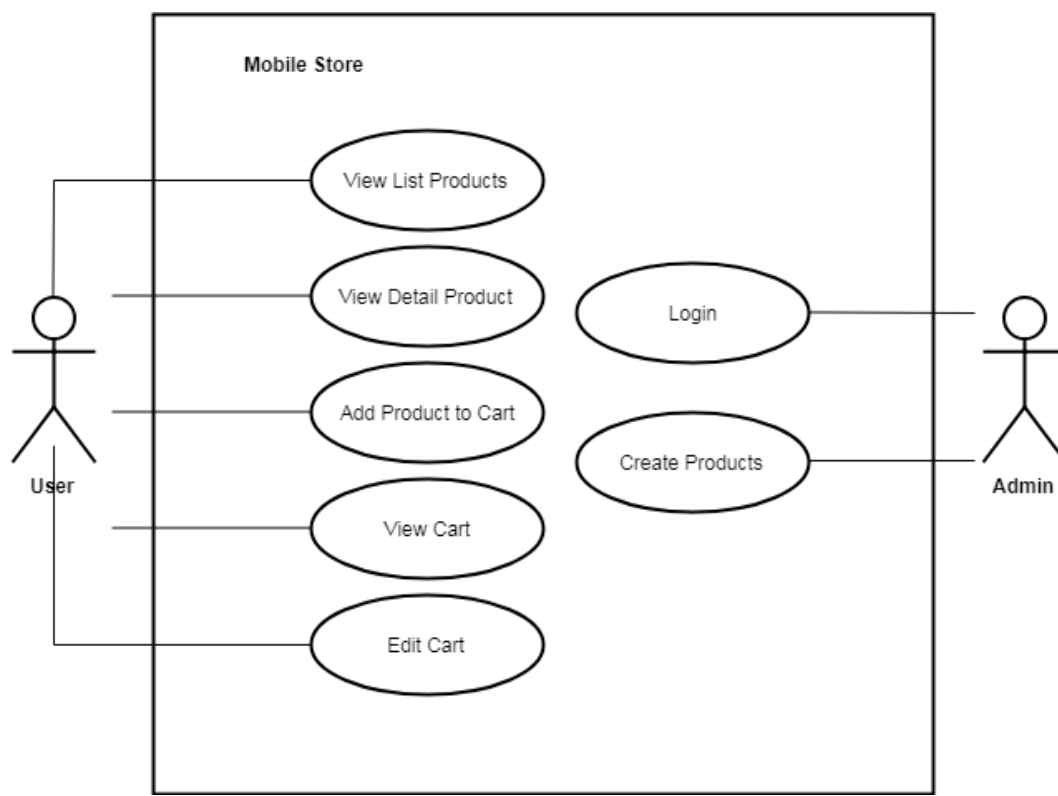 Mobile Store
View List Products
View Detail Product
Add Product to Cart
View Cart
Edit Cart
Login
Create Products
User
Admin